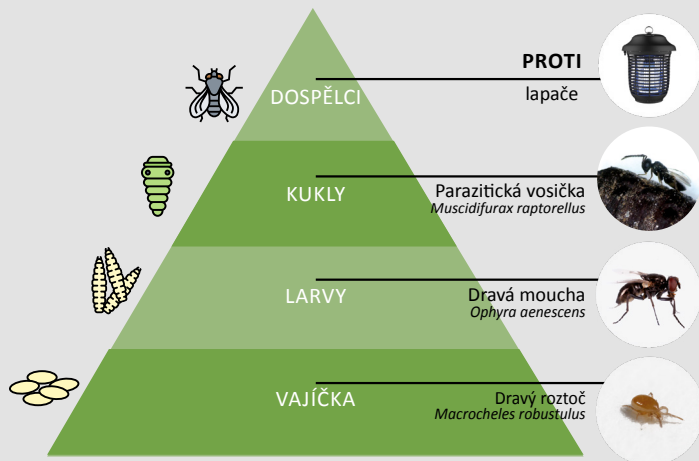 PROTI
DOSPĚLCI
lapače
KUKLY
Parazitická vosička
Muscidifurax raptorellus
LARVY
Dravá moucha
Ophyra aenescens
VAJÍČKA
Dravý roztoč
Macrocheles robustulus